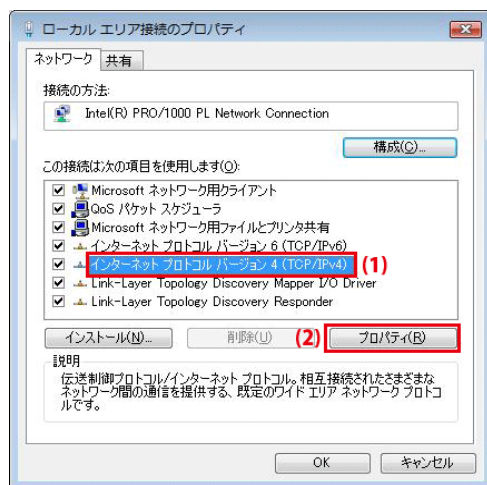 ローカル エリア接続のプロパティ
ネットワーク 共有
接続の方法:
Intel(R) PRO/1000 PL Network Connection
構成(C)...
この接続は次の項目を使用します(O):
Microsoft ネットワーク用クライアント
QoS パケット スケジューラ
Microsoft ネットワーク用ファイルとプリンタ共有
インターネット プロトコル バージョン 6 (TCP/IPv6)
インターネット プロトコル バージョン 4 (TCP/IPv4) (1)
Link-Layer Topology Discovery Mapper I/O Driver
Link-Layer Topology Discovery Responder
インストール(N)... 削除(U) (2) プロパティ(R)
説明
伝送制御プロトコル/インターネット プロトコル。相互接続されたさまざまな
ネットワーク間の通信を提供する、既定のワイド エリア ネットワーク プロトコ
ルです。
OK キャンセル